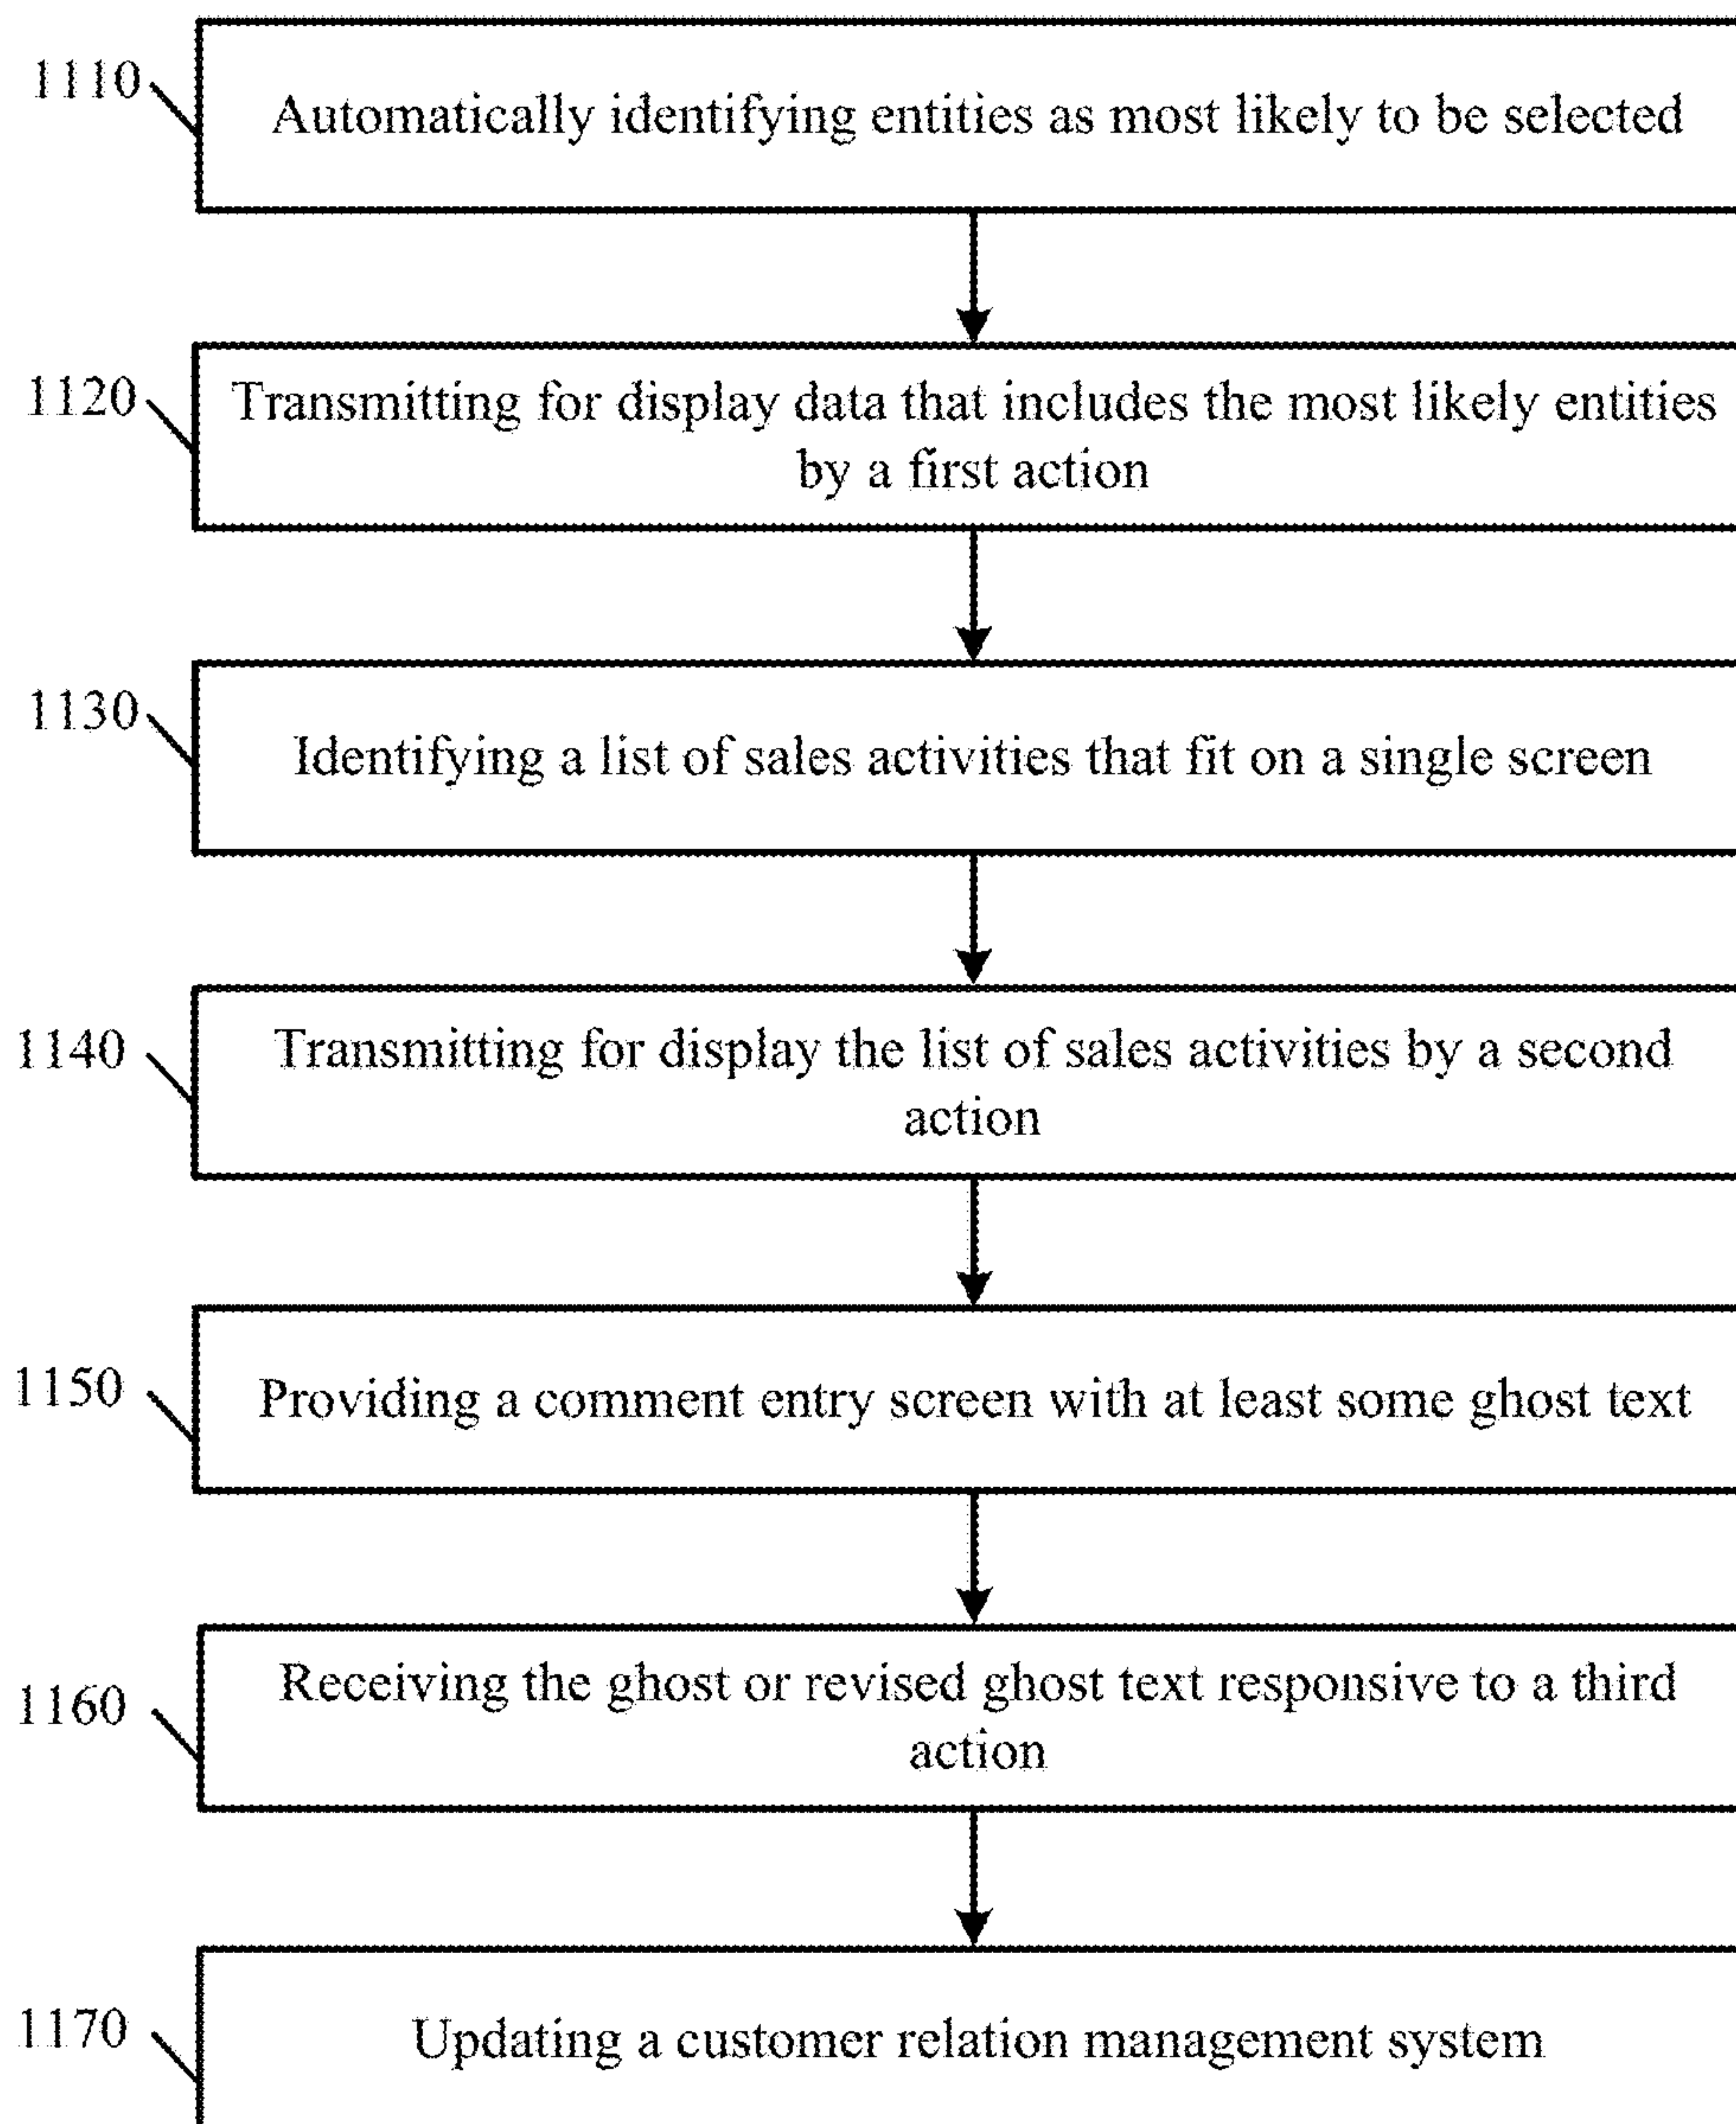 1110
Automatically identifying entities as most likely to be selected
1120
Transmitting for display data that includes the most likely entities
by a first action
1130
Identifying a list of sales activities that fit on a single screen
1140
Transmitting for display the list of sales activities by a second
action
1150
Providing a comment entry screen with at least some ghost text
1160
Receiving the ghost or revised ghost text responsive to a third
action
1170
Updating a customer relation management system